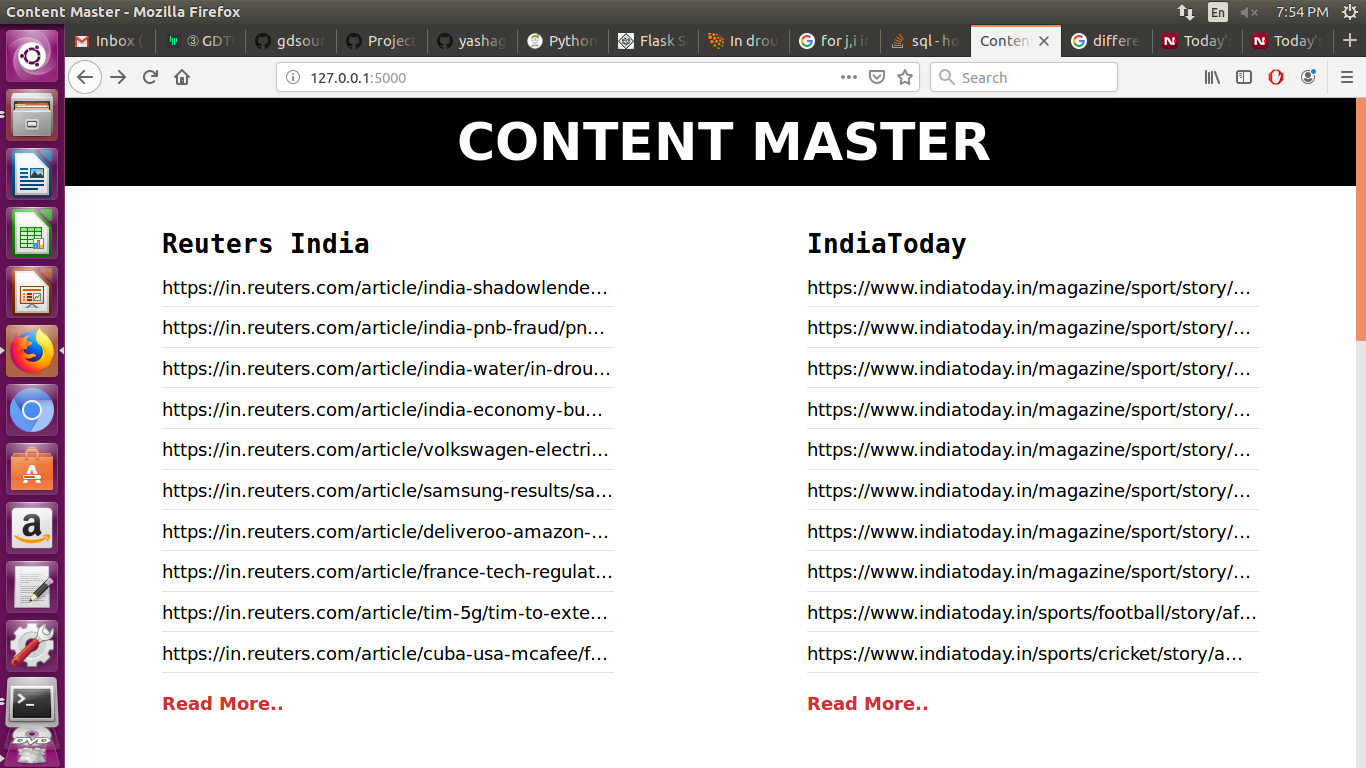 Content Master - Mozilla Firefox
En
7:54 PM
Inbox (
③ GDT
gdsour
Project
yashag
Python
Flask S
In drou
for j,i in
sql - ho
Conten
differe
Today's
Today's
127.0.0.1:5000
Search
CONTENT MASTER
Reuters India
https://in.reuters.com/article/india-shadowlende...
https://in.reuters.com/article/india-pnb-fraud/pn...
https://in.reuters.com/article/india-water/in-drou...
https://in.reuters.com/article/india-economy-bu...
https://in.reuters.com/article/volkswagen-electri...
https://in.reuters.com/article/samsung-results/sa...
https://in.reuters.com/article/deliveroo-amazon-...
https://in.reuters.com/article/france-tech-regulat...
https://in.reuters.com/article/tim-5g/tim-to-exte...
https://in.reuters.com/article/cuba-usa-mcafee/f...
Read More..
IndiaToday
https://www.indiatoday.in/magazine/sport/story/...
https://www.indiatoday.in/magazine/sport/story/...
https://www.indiatoday.in/magazine/sport/story/...
https://www.indiatoday.in/magazine/sport/story/...
https://www.indiatoday.in/magazine/sport/story/...
https://www.indiatoday.in/magazine/sport/story/...
https://www.indiatoday.in/magazine/sport/story/...
https://www.indiatoday.in/magazine/sport/story/...
https://www.indiatoday.in/sports/football/story/af...
https://www.indiatoday.in/sports/cricket/story/a...
Read More..
DVD